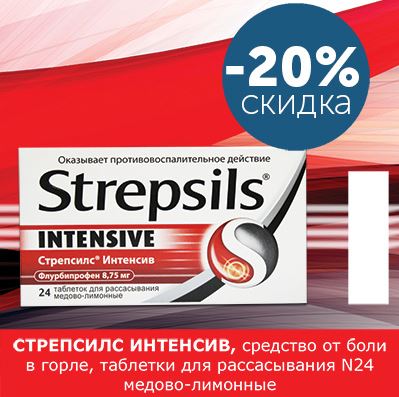 -20%
скидка
Оказывает противовоспалительное действие
Strepsils®
INTENSIVE
Стрепсилс® Интенсив
Флурбипрофен 8,75 мг
24 таблеток для рассасывания
медово-лимонные
СТРЕПСИЛС ИНТЕНСИВ, средство от боли
в горле, таблетки для рассасывания N24
медово-лимонные